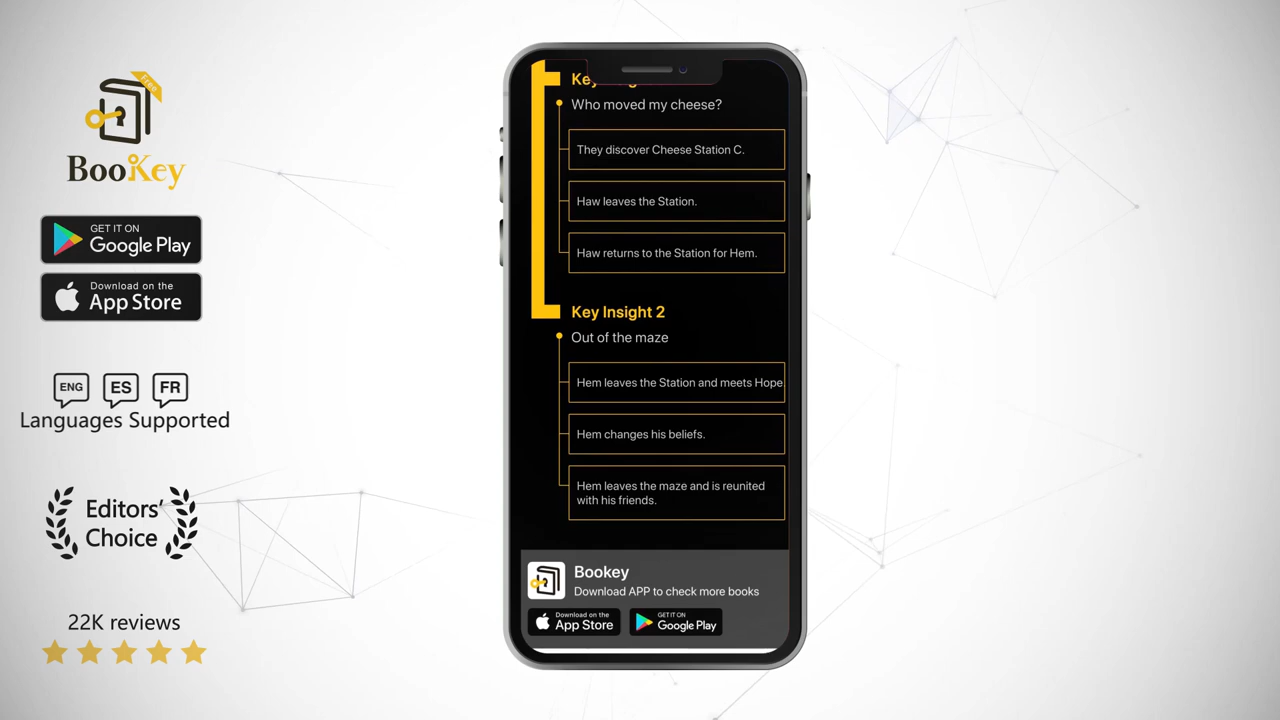 Free
BooKey
GET IT ON
Google Play
Download on the
App Store
ENG
ES
FR
Languages Supported
Editors'
Choice
22K reviews
Who moved my cheese?
They discover Cheese Station C.
Haw leaves the Station.
Haw returns to the Station for Hem.
Key Insight 2
Out of the maze
Hem leaves the Station and meets Hope.
Hem changes his beliefs.
Hem leaves the maze and is reunited
with his friends.
Bookey
Download APP to check more books
Download on the
App Store
GET IT ON
Google Play